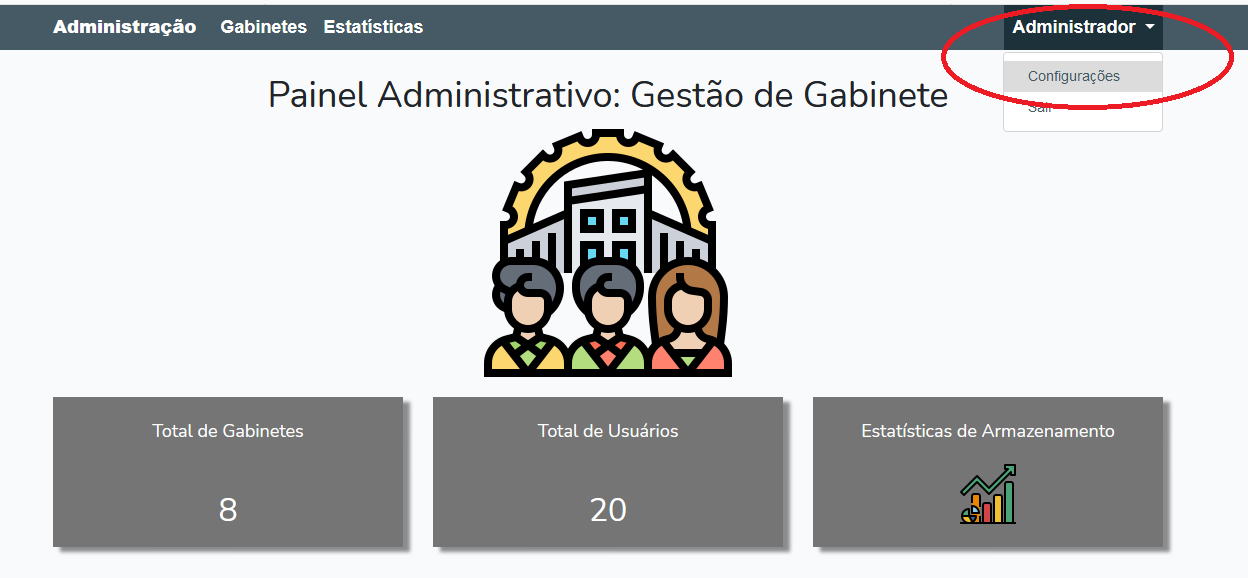 Administração Gabinetes Estatísticas Administrador
Configurações
Sair
Painel Administrativo: Gestão de Gabinete
Total de Gabinetes
8
Total de Usuários
20
Estatísticas de Armazenamento